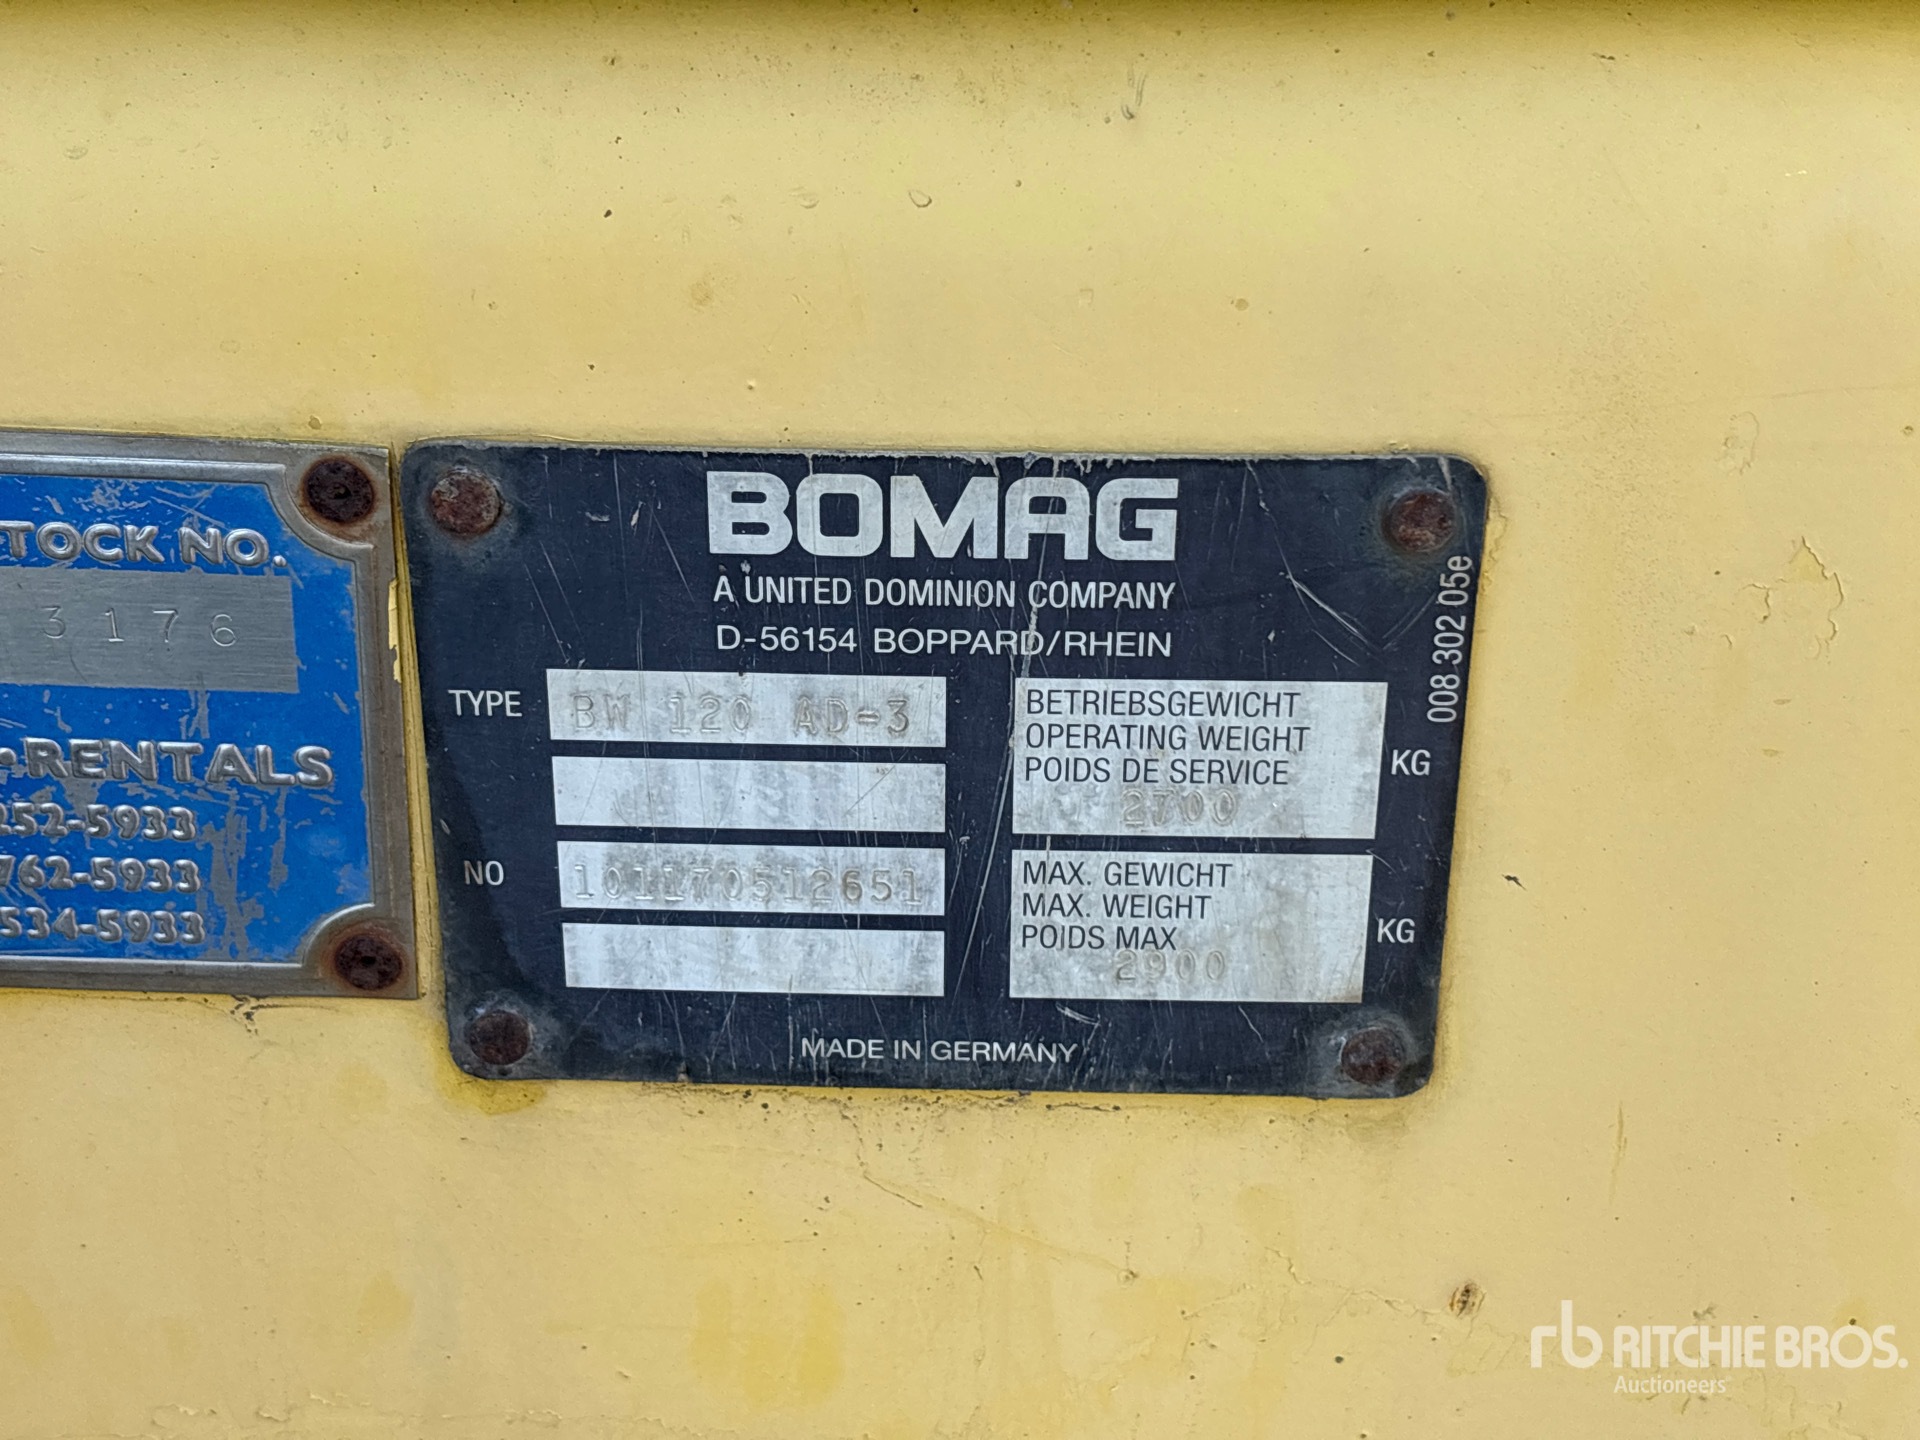 TOCK NO.
3176
RENTALS
252-5933
762-5933
534-5933
BOMAG
A UNITED DOMINION COMPANY
D-56154 BOPPARD/RHEIN
TYPE BW 120 AD-3
NO 101170512651
BETRIEBSGEWICHT
OPERATING WEIGHT
POIDS DE SERVICE
2700 KG
MAX. GEWICHT
MAX. WEIGHT
POIDS MAX
2900 KG
MADE IN GERMANY
008 302 05e
rb RITCHIE BROS.
Auctioneers